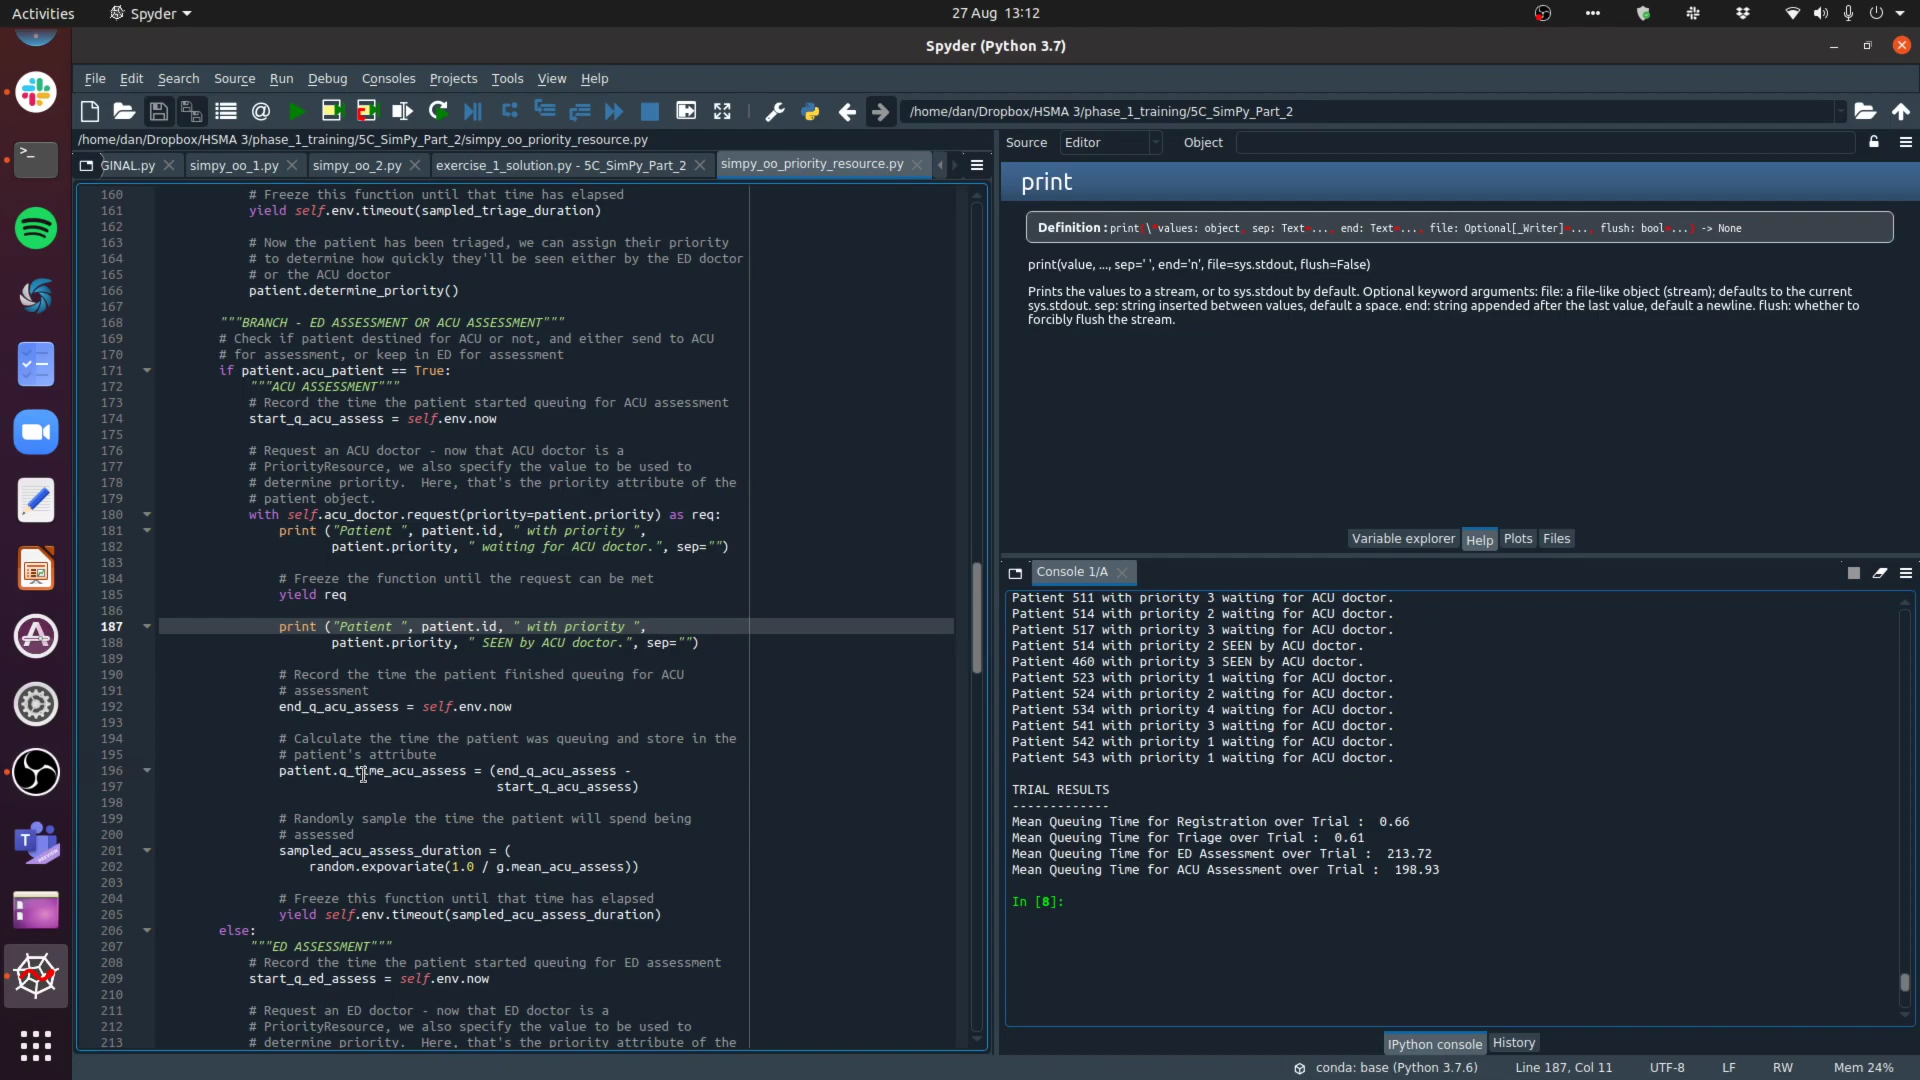 Activities
Spyder
27 Aug 13:12
Spyder (Python 3.7)
File Edit Search Source Run Debug Consoles Projects Tools View Help
/home/dan/Dropbox/HSMA 3/phase_1_training/5C_SimPy_Part_2
/home/dan/Dropbox/HSMA 3/phase_1_training/5C_SimPy_Part_2/simpy_oo_priority_resource.py
GINAL.py simpy_oo_1.py simpy_oo_2.py exercise_1_solution.py - 5C_SimPy_Part_2 simpy_oo_priority_resource.py
160 # Freeze this function until that time has elapsed
161 yield self.env.timeout(sampled_triage_duration)
162
163 # Now the patient has been triaged, we can assign their priority
164 # to determine how quickly they'll be seen either by the ED doctor
165 # or the ACU doctor
166 patient.determine_priority()
167
168 """BRANCH - ED ASSESSMENT OR ACU ASSESSMENT"""
169 # Check if patient destined for ACU or not, and either send to ACU
170 # for assessment, or keep in ED for assessment
171 if patient.acu_patient == True:
172 """ACU ASSESSMENT"""
173 # Record the time the patient started queuing for ACU assessment
174 start_q_acu_assess = self.env.now
175
176 # Request an ACU doctor - now that ACU doctor is a
177 # PriorityResource, we also specify the value to be used to
178 # determine priority.  Here, that's the priority attribute of the
179 # patient object.
180 with self.acu_doctor.request(priority=patient.priority) as req:
181 print ("Patient ", patient.id, " with priority ",
182 patient.priority, " waiting for ACU doctor.", sep="")
183
184 # Freeze the function until the request can be met
185 yield req
186
187 print ("Patient ", patient.id, " with priority ",
188 patient.priority, " SEEN by ACU doctor.", sep="")
189
190 # Record the time the patient finished queuing for ACU
191 # assessment
192 end_q_acu_assess = self.env.now
193
194 # Calculate the time the patient was queuing and store in the
195 # patient's attribute
196 patient.q_time_acu_assess = (end_q_acu_assess -
197 start_q_acu_assess)
198
199 # Randomly sample the time the patient will spend being
200 # assessed
201 sampled_acu_assess_duration = (
202 random.expovariate(1.0 / g.mean_acu_assess))
203
204 # Freeze this function until that time has elapsed
205 yield self.env.timeout(sampled_acu_assess_duration)
206 else:
207 """ED ASSESSMENT"""
208 # Record the time the patient started queuing for ED assessment
209 start_q_ed_assess = self.env.now
210
211 # Request an ED doctor - now that ED doctor is a
212 # PriorityResource, we also specify the value to be used to
213 # determine priority.  Here, that's the priority attribute of the
Source Editor Object
print
Definition : print(\*values: object, sep: Text=..., end: Text=..., file: Optional[_Writer]=..., flush: bool=...) -> None
print(value, ..., sep=' ', end='n', file=sys.stdout, flush=False)
Prints the values to a stream, or to sys.stdout by default. Optional keyword arguments: file: a file-like object (stream); defaults to the current
sys.stdout. sep: string inserted between values, default a space. end: string appended after the last value, default a newline. flush: whether to
forcibly flush the stream.
Variable explorer Help Plots Files
Console 1/A
Patient 511 with priority 3 waiting for ACU doctor.
Patient 514 with priority 2 waiting for ACU doctor.
Patient 517 with priority 3 waiting for ACU doctor.
Patient 514 with priority 2 SEEN by ACU doctor.
Patient 460 with priority 3 SEEN by ACU doctor.
Patient 523 with priority 1 waiting for ACU doctor.
Patient 524 with priority 2 waiting for ACU doctor.
Patient 534 with priority 4 waiting for ACU doctor.
Patient 541 with priority 3 waiting for ACU doctor.
Patient 542 with priority 1 waiting for ACU doctor.
Patient 543 with priority 1 waiting for ACU doctor.
TRIAL RESULTS
-------------
Mean Queuing Time for Registration over Trial :  0.66
Mean Queuing Time for Triage over Trial :  0.61
Mean Queuing Time for ED Assessment over Trial :  213.72
Mean Queuing Time for ACU Assessment over Trial :  198.93
In [8]:
IPython console History
conda: base (Python 3.7.6) Line 187, Col 11 UTF-8 LF RW Mem 24%